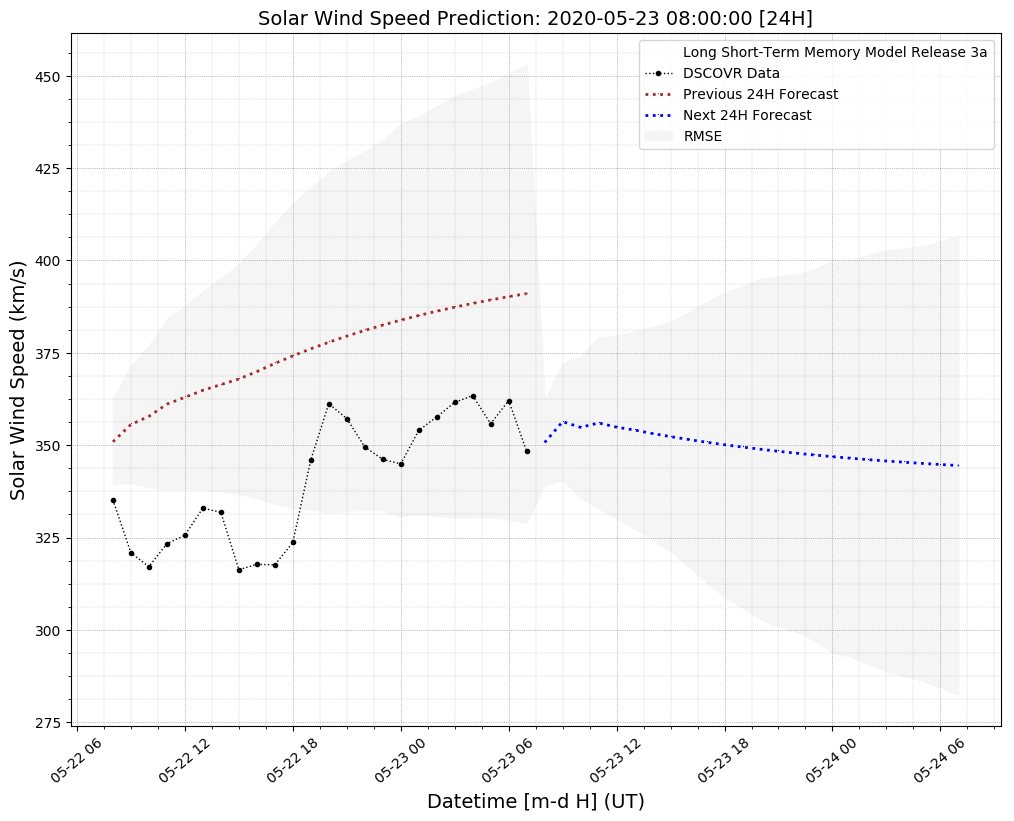 Solar Wind Speed Prediction: 2020-05-23 08:00:00 [24H]
Long Short-Term Memory Model Release 3a
DSCOVR Data
Previous 24H Forecast
Next 24H Forecast
RMSE
Solar Wind Speed (km/s)
450
425
400
375
350
325
300
275
05-22 06
05-22 12
05-22 18
05-23 00
05-23 06
05-23 12
05-23 18
05-24 00
05-24 06
Datetime [m-d H] (UT)